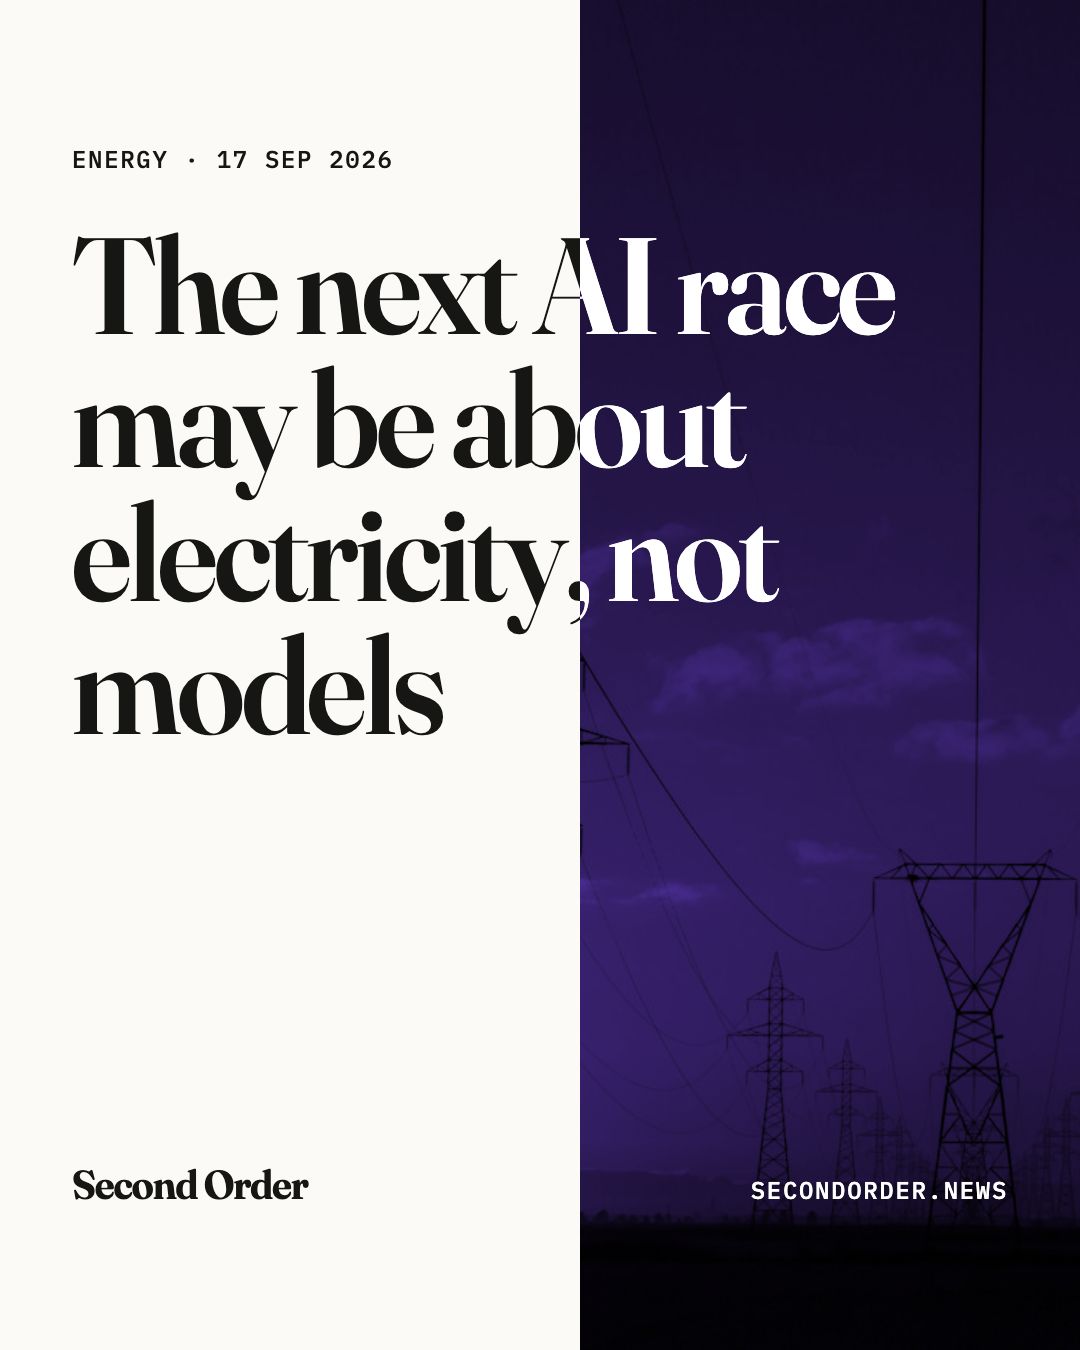 ENERGY · 17 SEP 2026
The next AI race
may be about
electricity, not
models
Second Order
SECONDORDER.NEWS